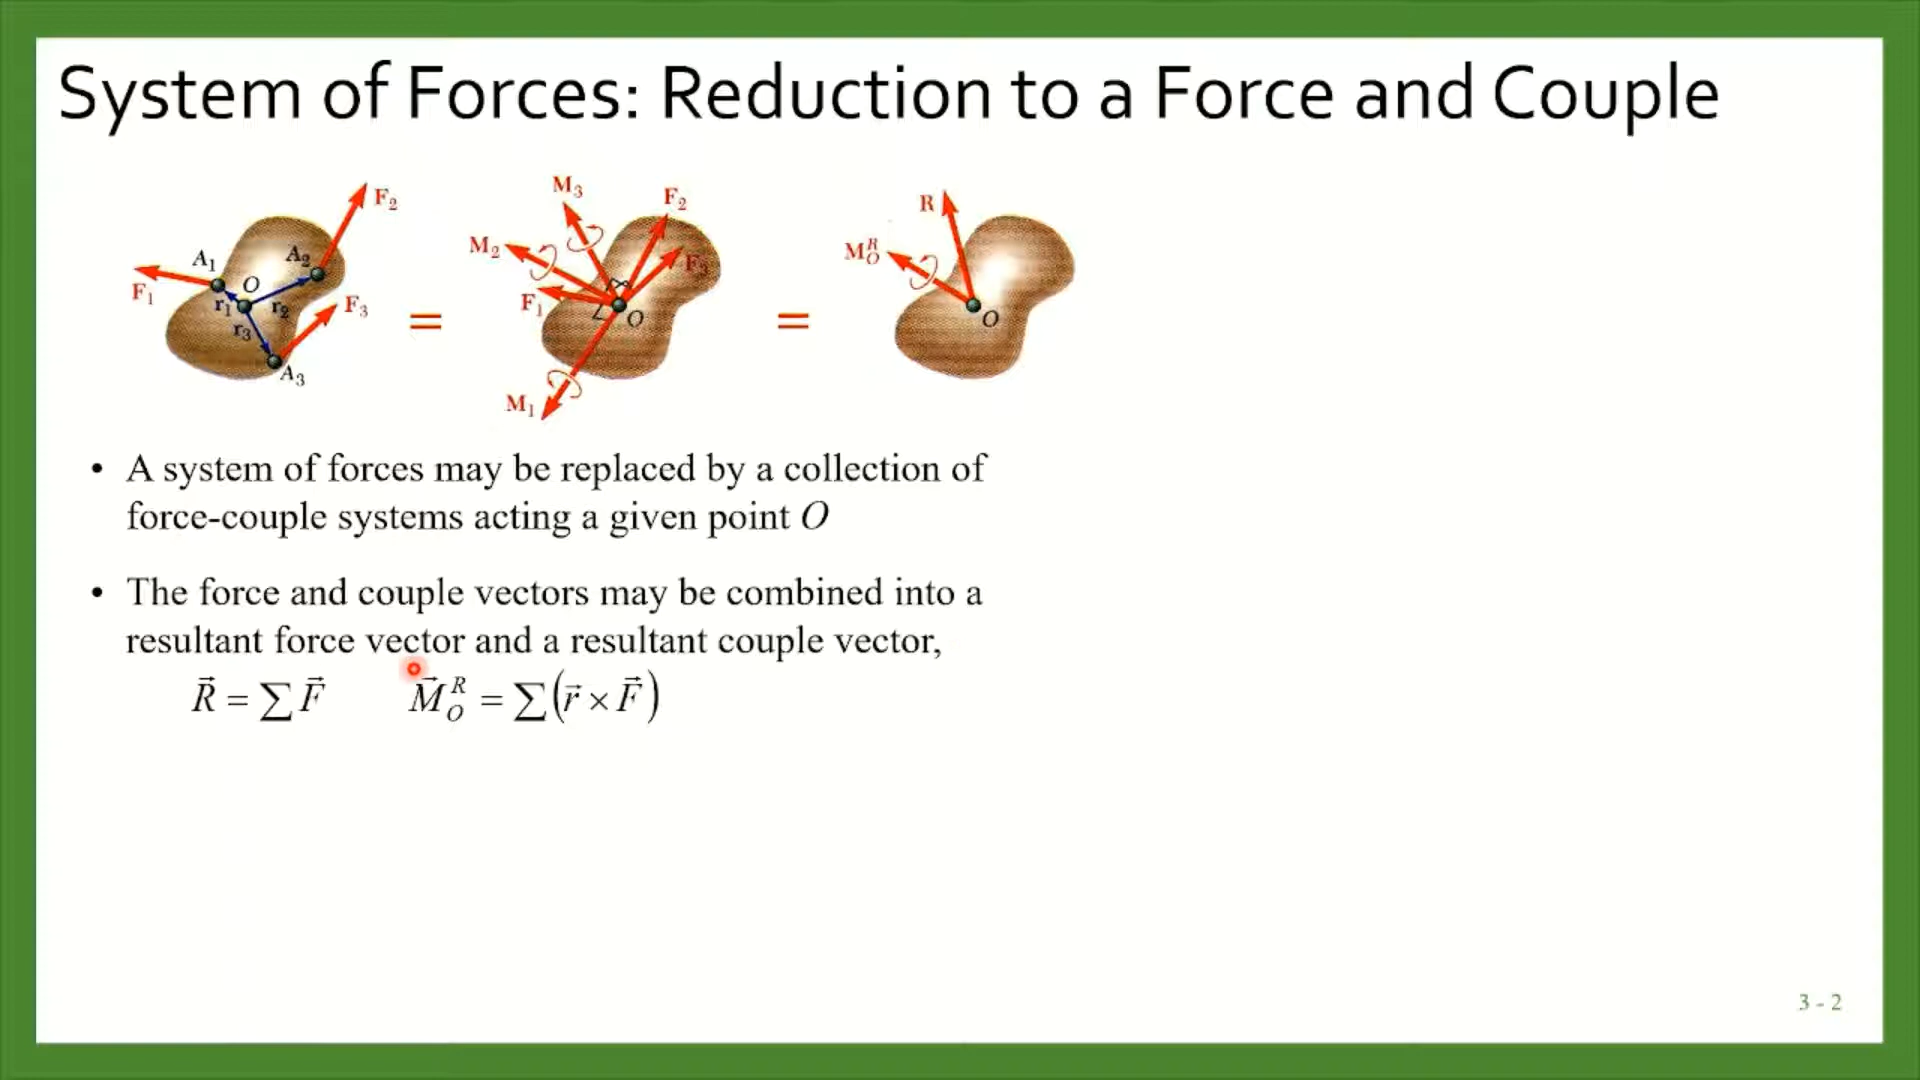 System of Forces: Reduction to a Force and Couple
F₁ A₁ O A₂ F₂ r₁ r₂ r₃ F₃ A₃
=
M₃ F₂ M₂ F₃ F₁ O M₁
=
R M_O^R O
• A system of forces may be replaced by a collection of
force-couple systems acting a given point O
• The force and couple vectors may be combined into a
resultant force vector and a resultant couple vector,
R⃗ = ∑ F⃗ M⃗_O^R = ∑(r⃗ × F⃗)
3 - 2